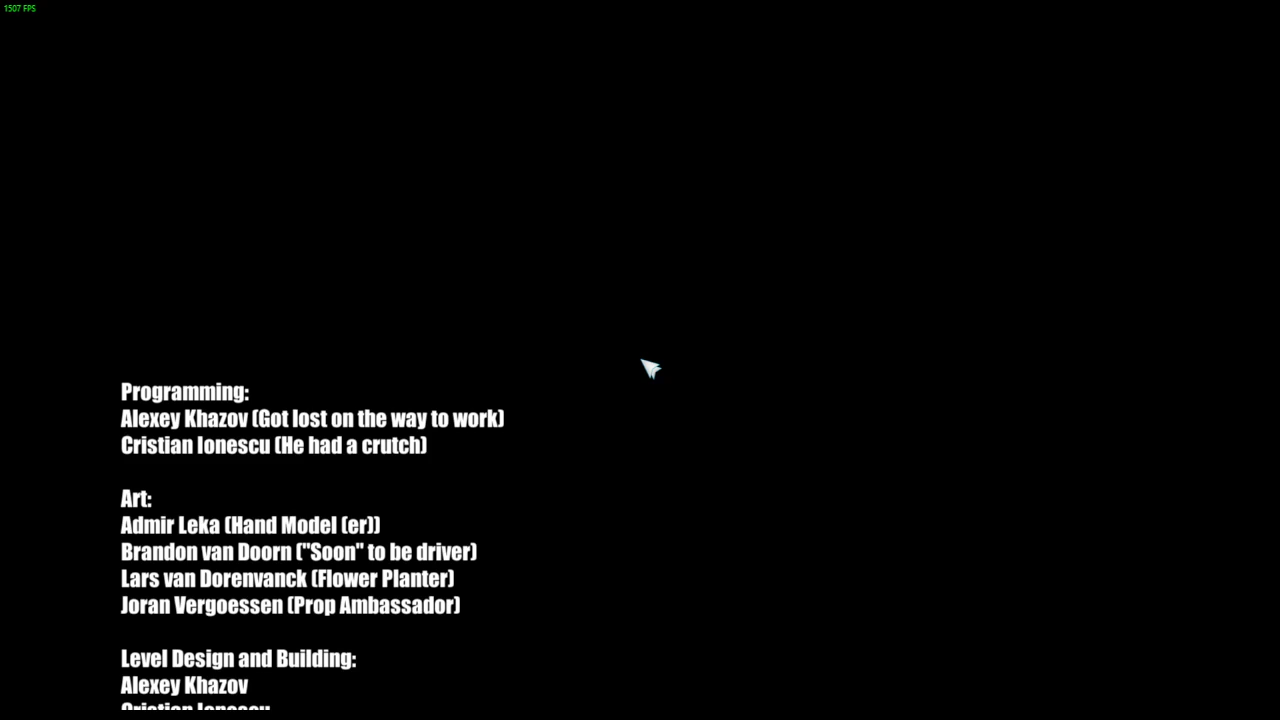 1507 FPS
Programming:
Alexey Khazov (Got lost on the way to work)
Cristian Ionescu (He had a crutch)
Art:
Admir Leka (Hand Model (er))
Brandon van Doorn ("Soon" to be driver)
Lars van Dorenvanck (Flower Planter)
Joran Vergoessen (Prop Ambassador)
Level Design and Building:
Alexey Khazov
Cristian Ionescu